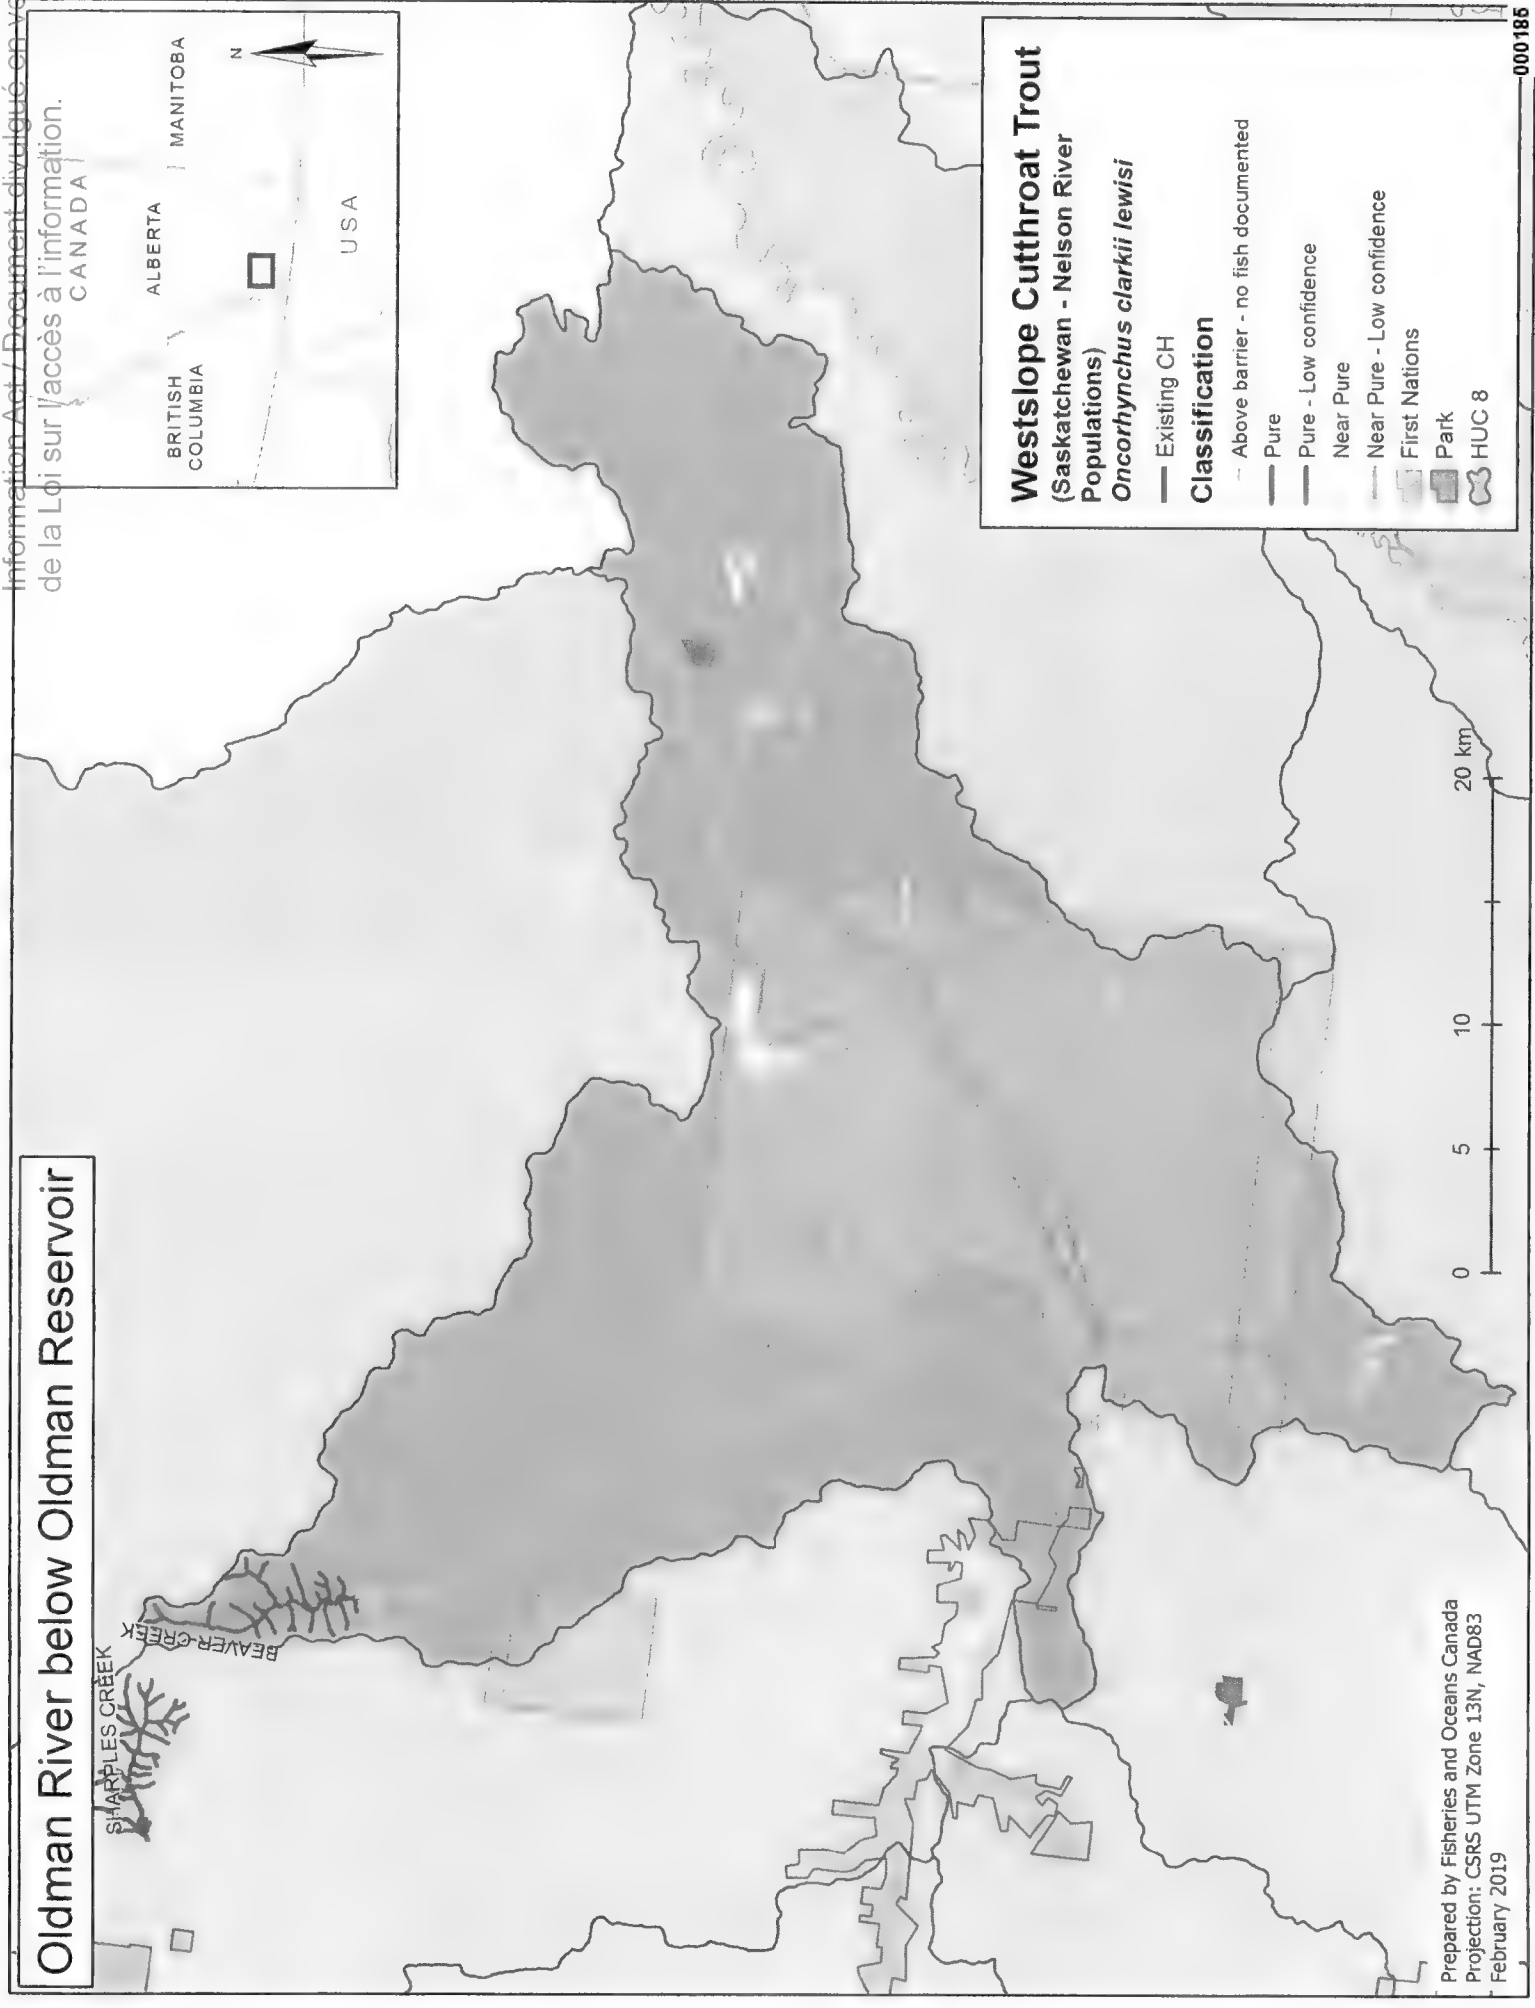 Information Act / Document divulgué en
de la Loi sur l'accès à l'information.
Oldman River below Oldman Reservoir
SHARPLES CREEK
BEAVER CREEK
CANADA
BRITISH
COLUMBIA
ALBERTA
MANITOBA
USA
N
Westslope Cutthroat Trout
(Saskatchewan - Nelson River
Populations)
Oncorhynchus clarkii lewisi
Existing CH
Classification
Above barrier - no fish documented
Pure
Pure - Low confidence
Near Pure
Near Pure - Low confidence
First Nations
Park
HUC 8
0 5 10 20 km
Prepared by Fisheries and Oceans Canada
Projection: CSRS UTM Zone 13N, NAD83
February 2019
000185